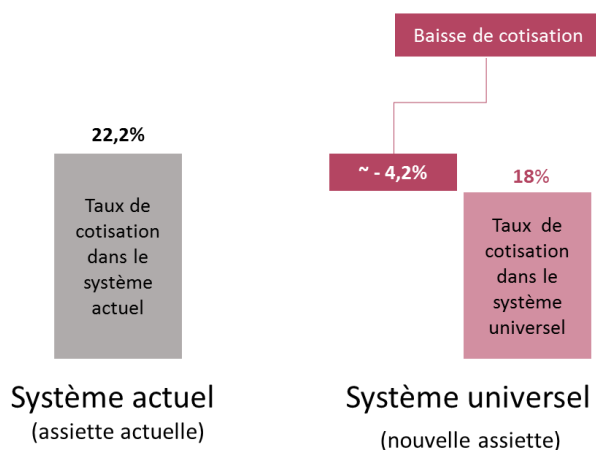 Baisse de cotisation
22,2%
~ - 4,2%
18%
Taux de
cotisation
dans le
système
actuel
Taux de
cotisation
dans le
système
universel
Système actuel
(assiette actuelle)
Système universel
(nouvelle assiette)